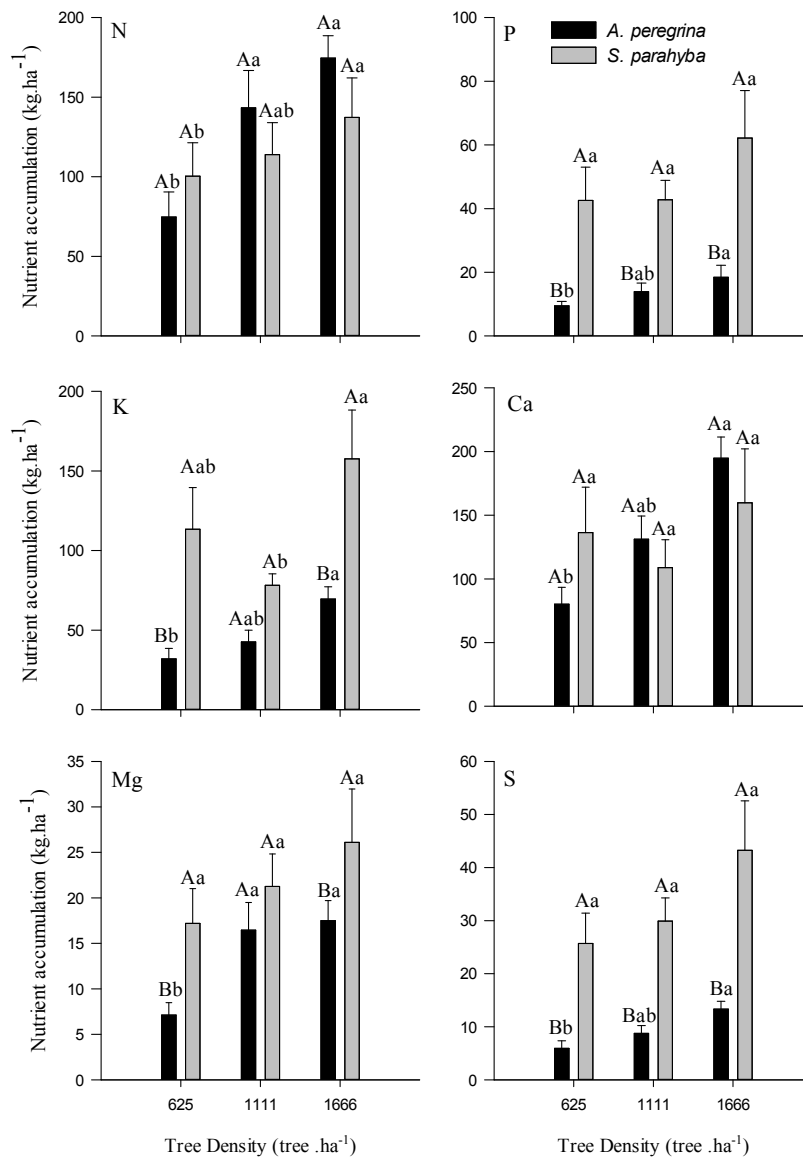 N
Nutrient accumulation (kg.ha⁻¹)
200
150
100
50
0
Ab
Ab
Aa
Aab
Aa
Aa
P
100
80
60
40
20
0
A. peregrina
S. parahyba
Bb
Aa
Bab
Aa
Ba
Aa
K
Nutrient accumulation (kg.ha⁻¹)
200
150
100
50
0
Bb
Aab
Aab
Ab
Ba
Aa
Ca
250
200
150
100
50
0
Ab
Aa
Aab
Aa
Aa
Aa
Mg
Nutrient accumulation (kg.ha⁻¹)
35
30
25
20
15
10
5
0
Bb
Aa
Aa
Aa
Ba
Aa
625 1111 1666
Tree Density (tree .ha⁻¹)
S
60
50
40
30
20
10
0
Bb
Aa
Bab
Aa
Ba
Aa
625 1111 1666
Tree Density (tree .ha⁻¹)